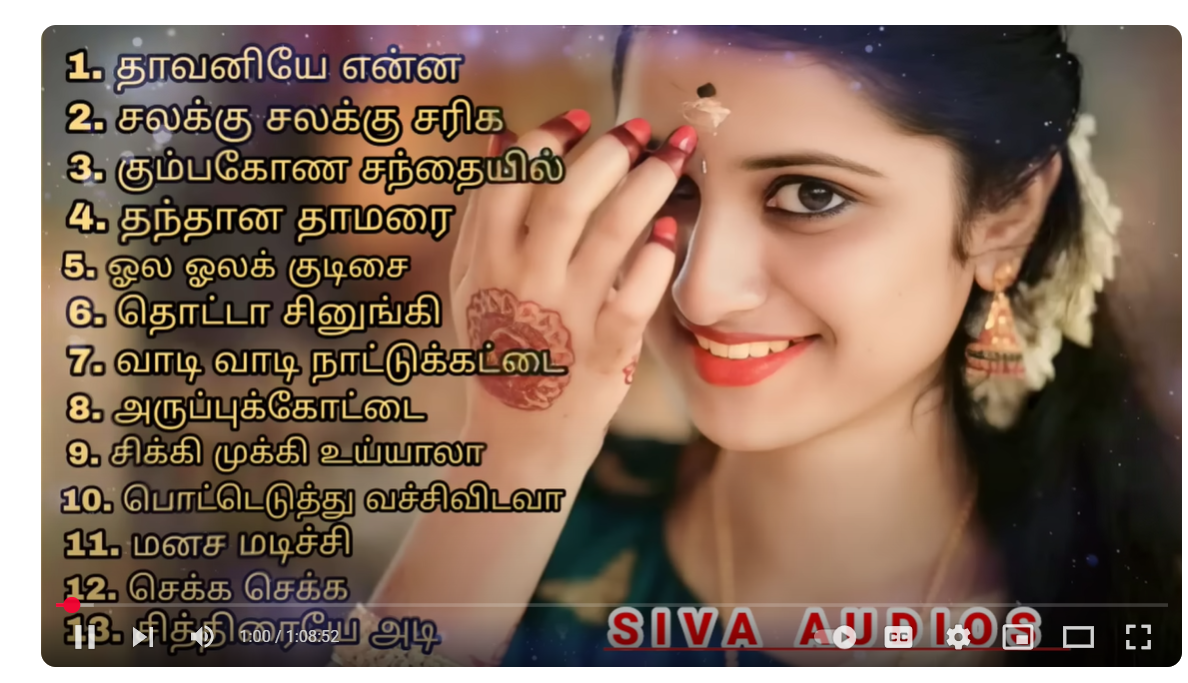 1. தாவனியே என்ன
2. சலக்கு சலக்கு சரிக
3. கும்பகோண சந்தையில்
4. தந்தான தாமரை
5. ஓல ஓலக் குடிசை
6. தொட்டா சினுங்கி
7. வாடி வாடி நாட்டுக்கட்டை
8. அருப்புக்கோட்டை
9. சிக்கி முக்கி உய்யாலா
10. பொட்டெடுத்து வச்சிவிடவா
11. மனச மடிச்சி
12. செக்க செக்க
13. சித்திரையே அடி
SIVA AUDIOS
1:00 / 1:08:52
CC